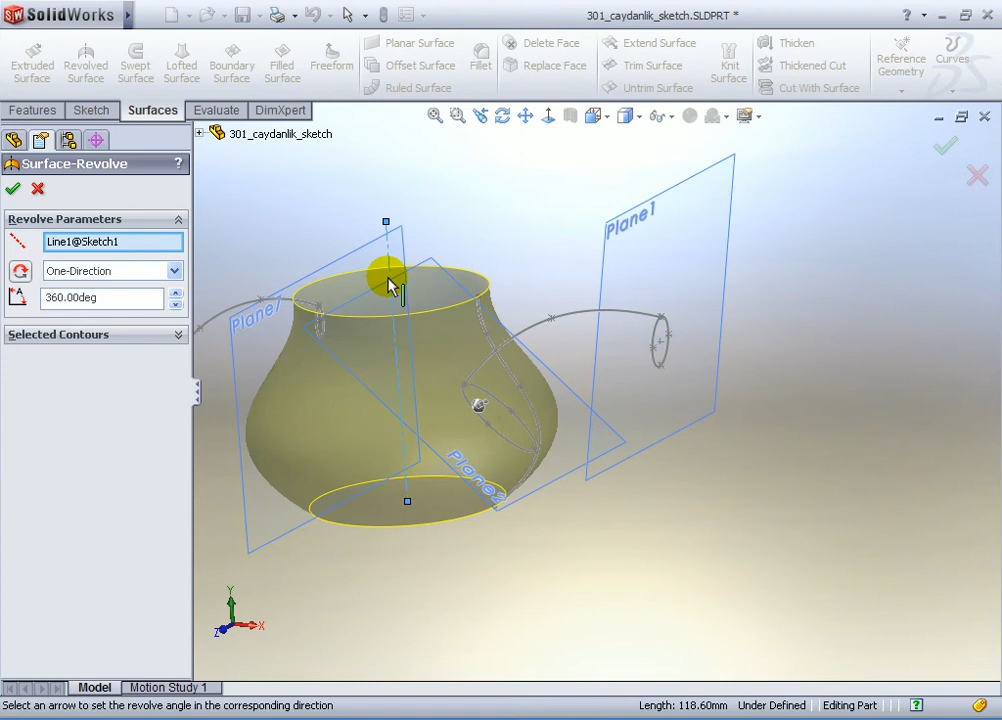 SolidWorks
301_caydanlik_sketch.SLDPRT *
?
Extruded Surface
Revolved Surface
Swept Surface
Lofted Surface
Boundary Surface
Filled Surface
Freeform
Planar Surface
Offset Surface
Ruled Surface
Fillet
Delete Face
Replace Face
Extend Surface
Trim Surface
Untrim Surface
Knit Surface
Thicken
Thickened Cut
Cut With Surface
Reference Geometry
Curves
Features
Sketch
Surfaces
Evaluate
DimXpert
301_caydanlik_sketch
Surface-Revolve
?
Revolve Parameters
Line1@Sketch1
One-Direction
360.00deg
Selected Contours
Plane1
Plane2
Y
X
Z
Model
Motion Study 1
Select an arrow to set the revolve angle in the corresponding direction
Length: 118.60mm
Under Defined
Editing Part
?